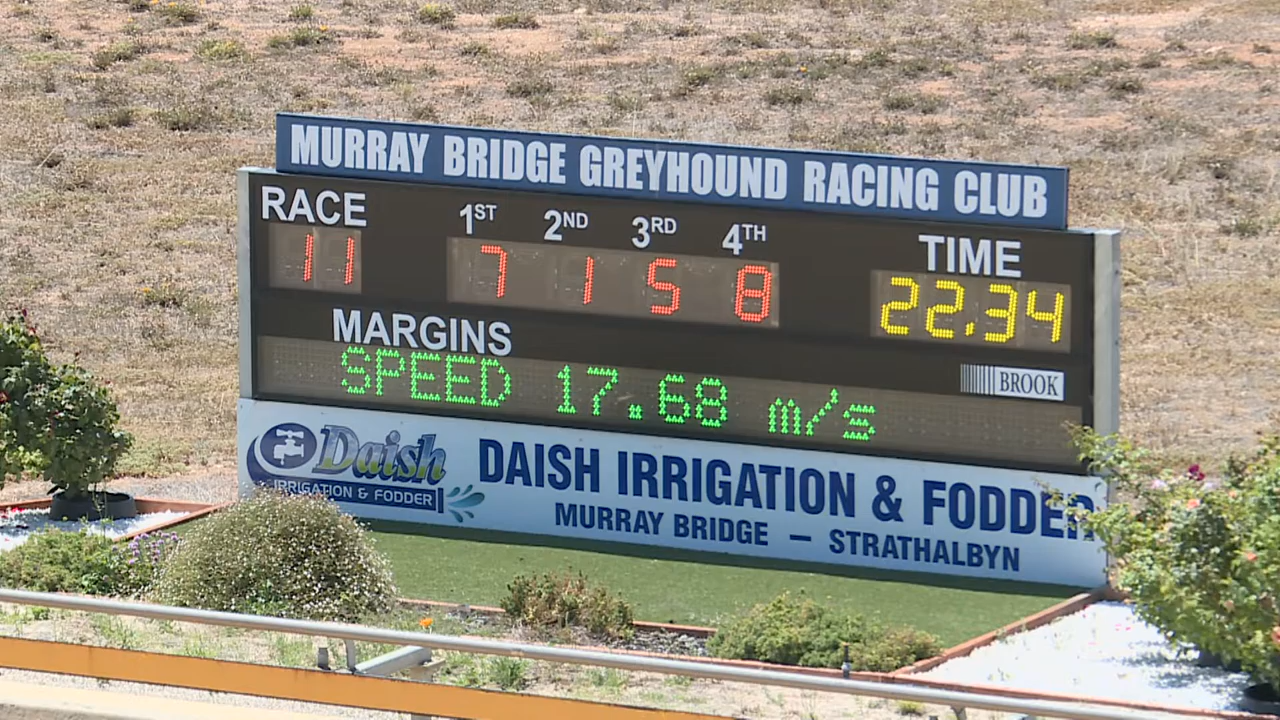 MURRAY BRIDGE GREYHOUND RACING CLUB
RACE 1ST 2ND 3RD 4TH TIME
11 7 1 5 8 22.34
MARGINS
SPEED 17.68 m/s
BROOK
Daish
IRRIGATION & FODDER
DAISH IRRIGATION & FODDER
MURRAY BRIDGE – STRATHALBYN